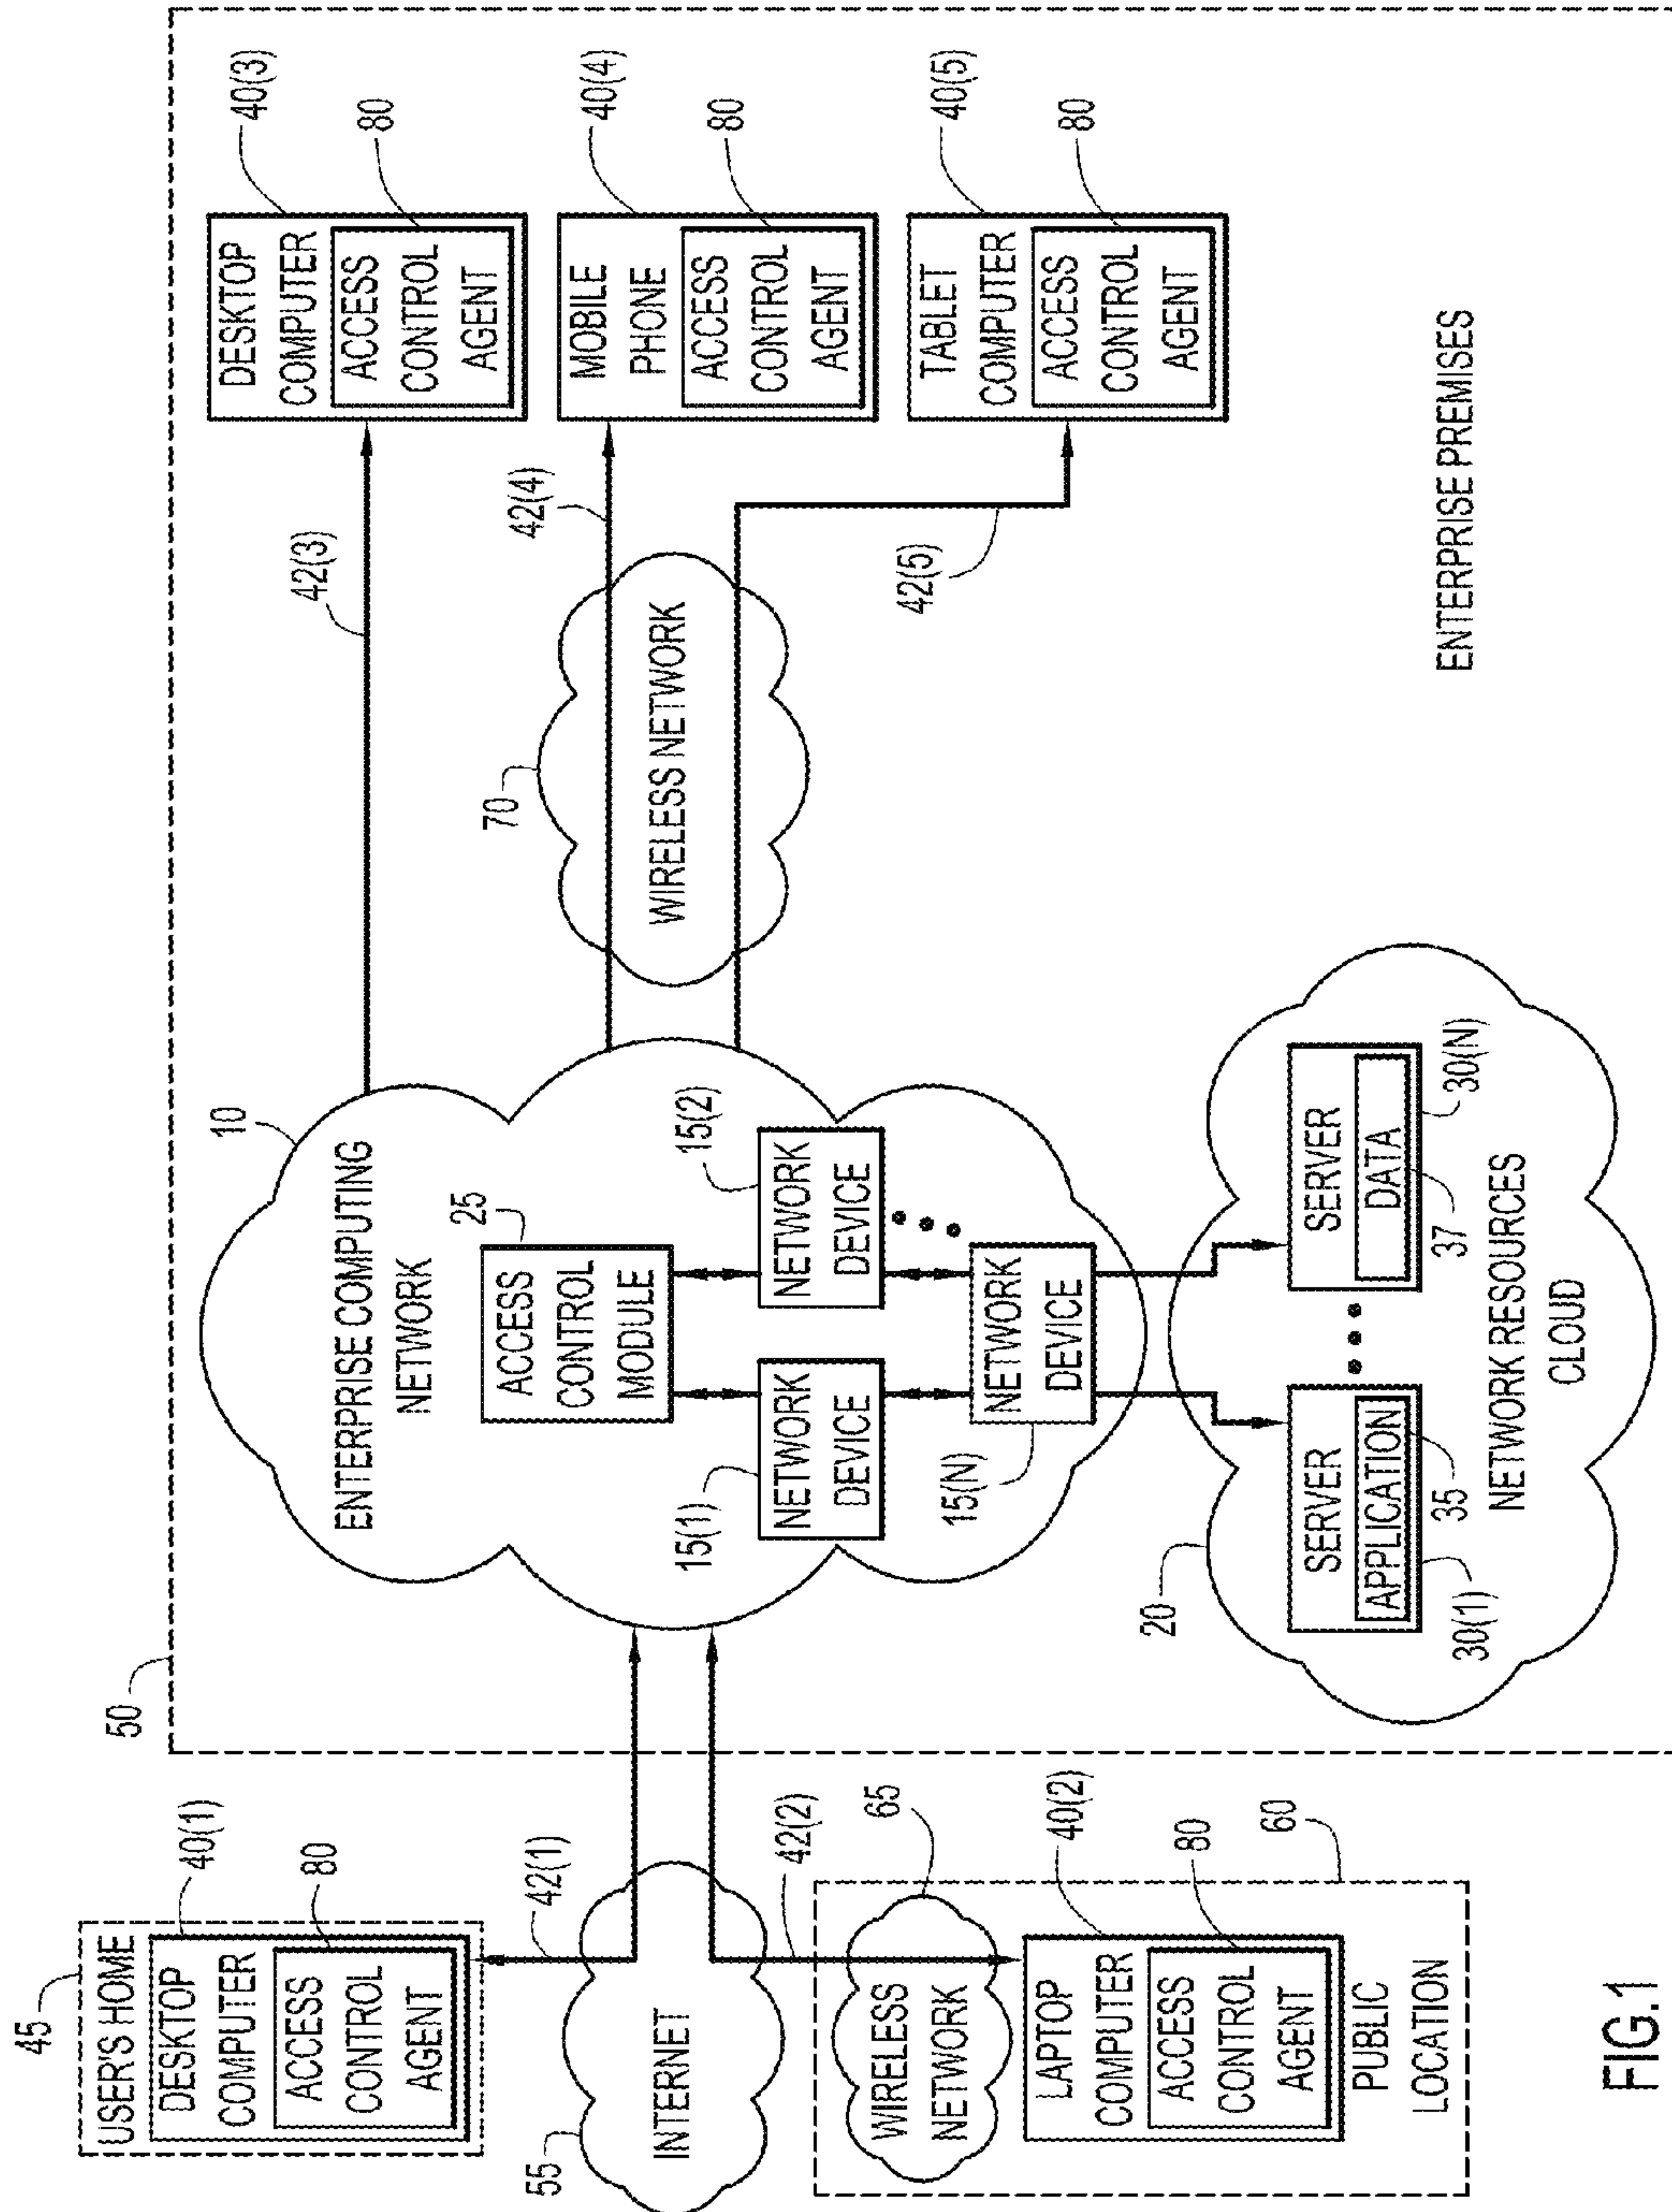 45
USER'S HOME
DESKTOP
COMPUTER
40(1)
ACCESS
CONTROL
AGENT
80
42(1)
55
INTERNET
42(2)
WIRELESS
NETWORK
65
LAPTOP
COMPUTER
40(2)
ACCESS
CONTROL
AGENT
80
PUBLIC
LOCATION
60
50
10
ENTERPRISE COMPUTING
NETWORK
25
ACCESS
CONTROL
MODULE
15(1)
NETWORK
DEVICE
NETWORK
DEVICE
15(2)
15(N)
NETWORK
DEVICE
20
SERVER
APPLICATION
30(1)
35
SERVER
DATA
37
30(N)
NETWORK RESOURCES
CLOUD
42(3)
70
WIRELESS NETWORK
42(4)
42(5)
DESKTOP
COMPUTER
40(3)
ACCESS
CONTROL
AGENT
80
MOBILE
PHONE
40(4)
ACCESS
CONTROL
AGENT
80
TABLET
COMPUTER
40(5)
ACCESS
CONTROL
AGENT
80
ENTERPRISE PREMISES
FIG.1